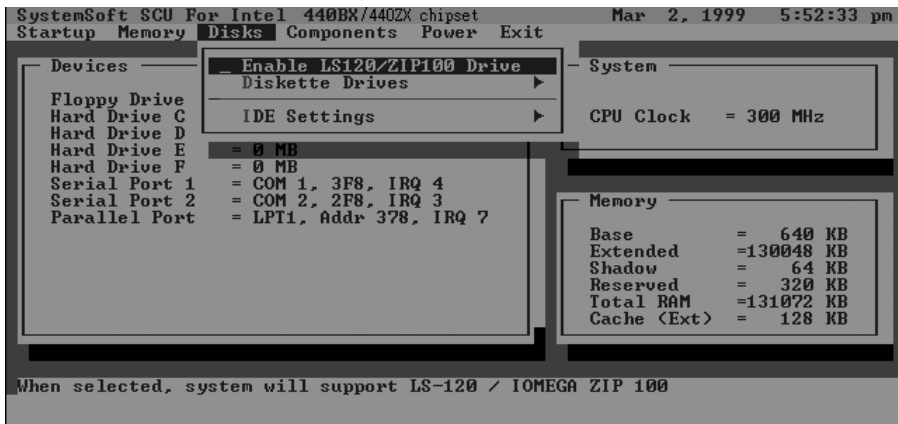 SystemSoft SCU For Intel 440BX/440ZX chipset Mar 2, 1999 5:52:33 pm
Startup Memory Disks Components Power Exit
Devices
_ Enable LS120/ZIP100 Drive
Diskette Drives
IDE Settings
Floppy Drive
Hard Drive C
Hard Drive D
Hard Drive E = 0 MB
Hard Drive F = 0 MB
Serial Port 1 = COM 1, 3F8, IRQ 4
Serial Port 2 = COM 2, 2F8, IRQ 3
Parallel Port = LPT1, Addr 378, IRQ 7
System
CPU Clock = 300 MHz
Memory
Base = 640 KB
Extended =130048 KB
Shadow = 64 KB
Reserved = 320 KB
Total RAM =131072 KB
Cache (Ext) = 128 KB
When selected, system will support LS-120 / IOMEGA ZIP 100